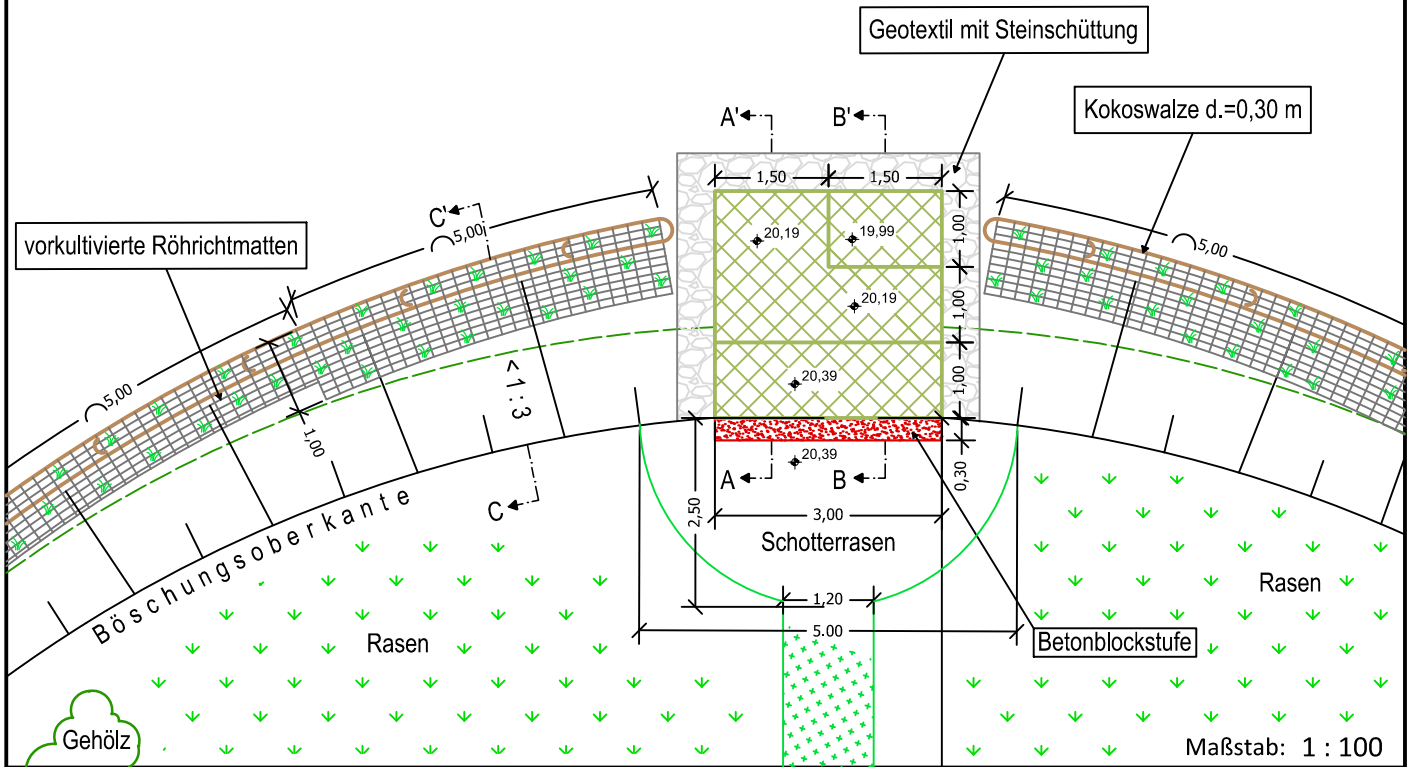 Geotextil mit Steinschüttung
Kokoswalze d.=0,30 m
A'
B'
1,50
1,50
C'
5,00
5,00
vorkultivierte Röhrichtmatten
20,19
19,99
1,00
20,19
1,00
5,00
< 1 : 3
20,39
1,00
1,00
20,39
A
B
0,30
C
2,50
3,00
Schotterrasen
Böschungsoberkante
1,20
5.00
Rasen
Rasen
Betonblockstufe
Gehölz
Maßstab: 1 : 100